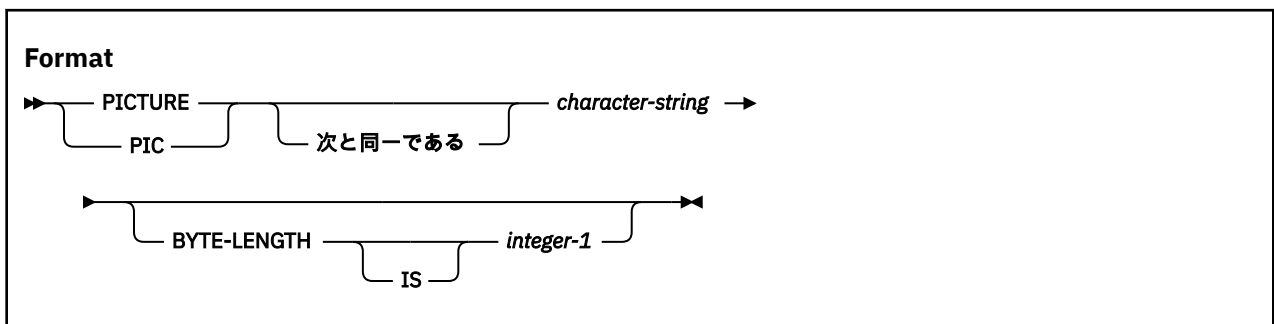 Format
PICTURE character-string
PIC 次と同一である
BYTE-LENGTH integer-1
IS